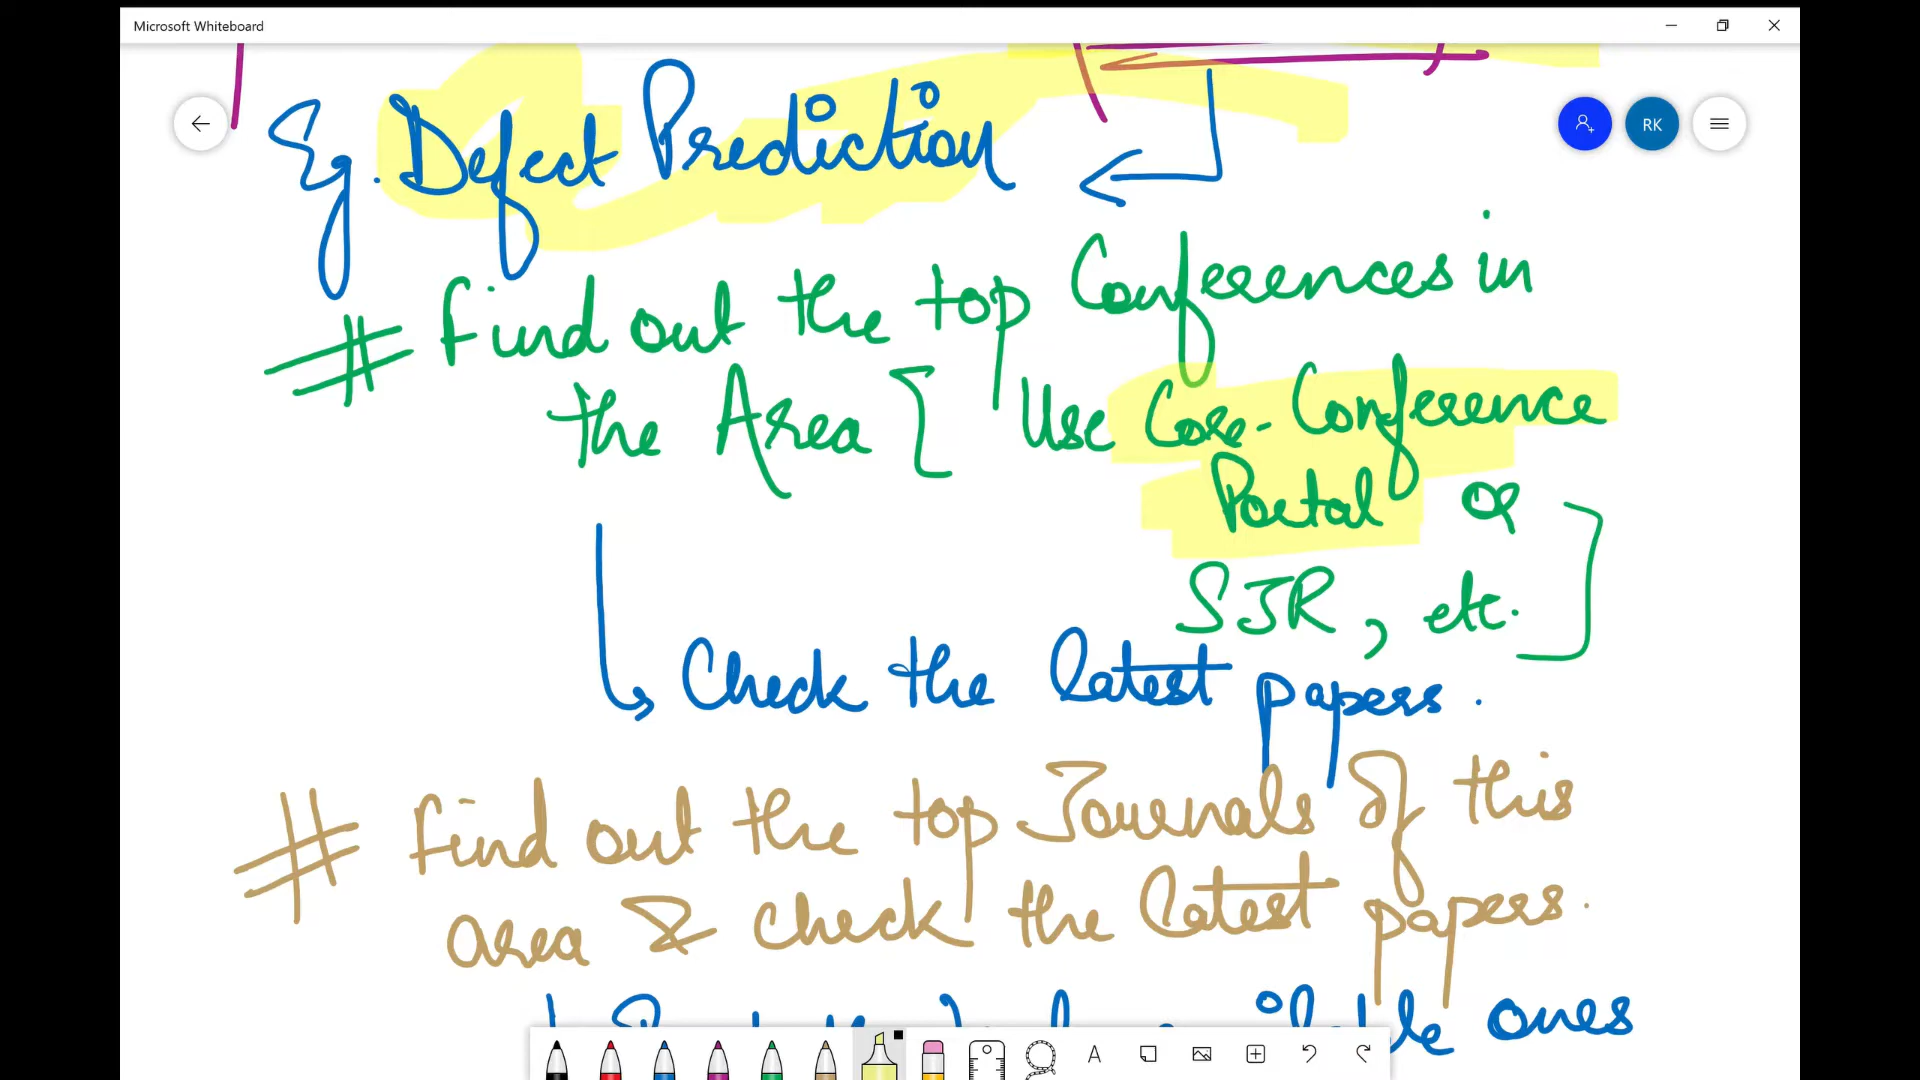 Microsoft Whiteboard
RK
Eg. Defect Prediction
# Find out the top Conferences in
the Area [ Use Core-Conference
Portal or
SJR, etc. ]
Check the latest papers.
# Find out the top Journals of this
area & check the latest papers.
ones
A